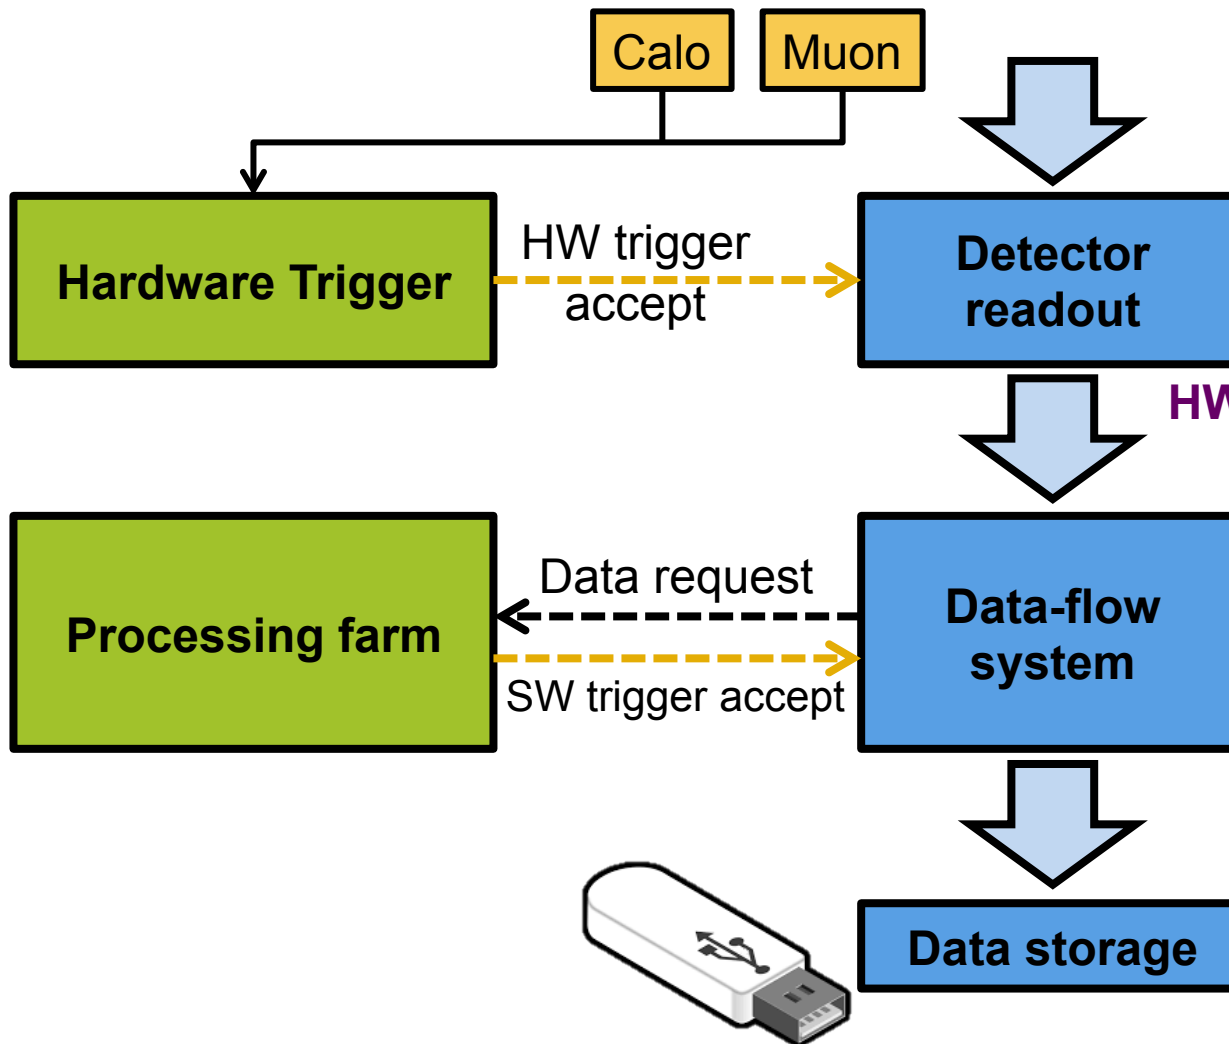 Calo
Muon
Hardware Trigger
HW trigger
accept
Detector
readout
HW
Processing farm
Data request
SW trigger accept
Data-flow
system
Data storage